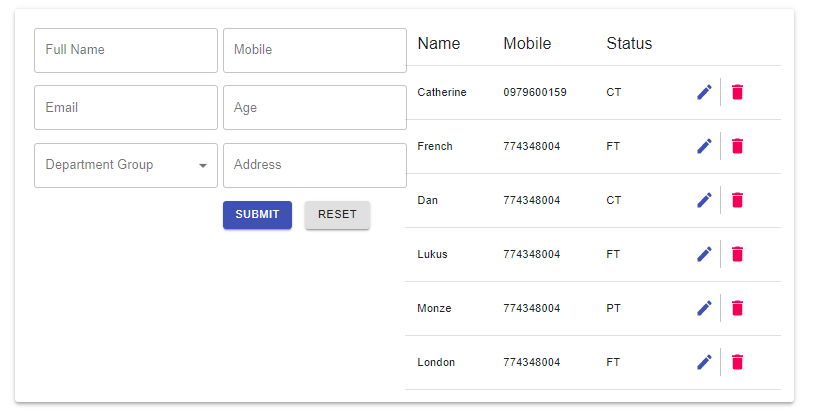 Full Name Mobile
Email Age
Department Group Address
SUBMIT RESET
Name Mobile Status
Catherine 0979600159 CT
French 774348004 FT
Dan 774348004 CT
Lukus 774348004 FT
Monze 774348004 PT
London 774348004 FT